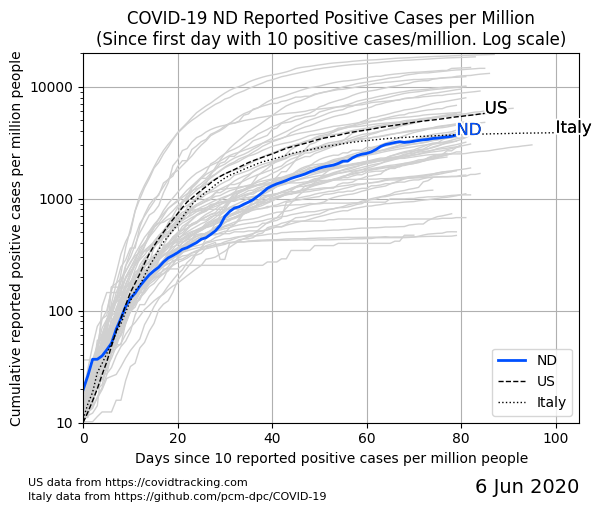 COVID-19 ND Reported Positive Cases per Million
(Since first day with 10 positive cases/million. Log scale)
Cumulative reported positive cases per million people
10000
1000
100
10
US
ND
Italy
ND
US
Italy
0 20 40 60 80 100
Days since 10 reported positive cases per million people
US data from https://covidtracking.com
Italy data from https://github.com/pcm-dpc/COVID-19
6 Jun 2020